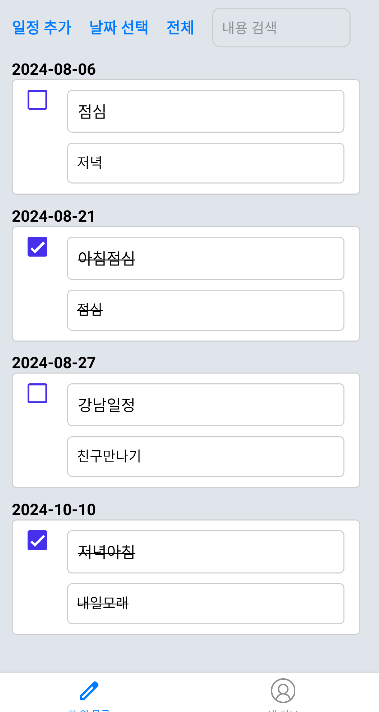 일정 추가 날짜 선택 전체 내용 검색
2024-08-06
점심
저녁
2024-08-21
아침점심
점심
2024-08-27
강남일정
친구만나기
2024-10-10
저녁아침
내일모래